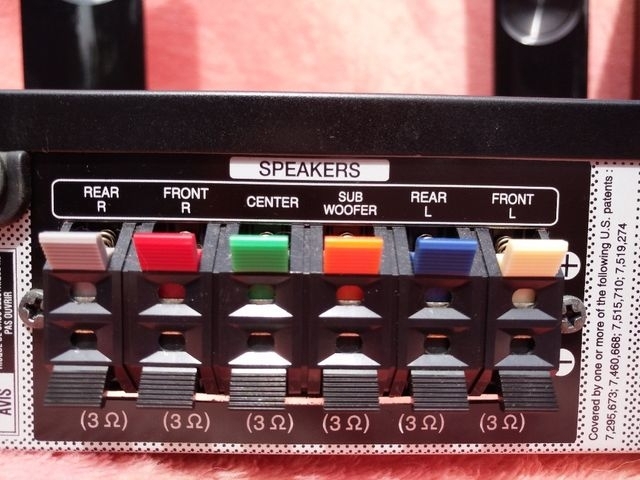 SPEAKERS
REAR R
FRONT R
CENTER
SUB WOOFER
REAR L
FRONT L
+
−
(3 Ω) (3 Ω) (3 Ω) (3 Ω) (3 Ω) (3 Ω)
Covered by one or more of the following U.S. patents :
7,295,673; 7,460,668; 7,515,710; 7,519,274
PAS OUVRIR
AVIS